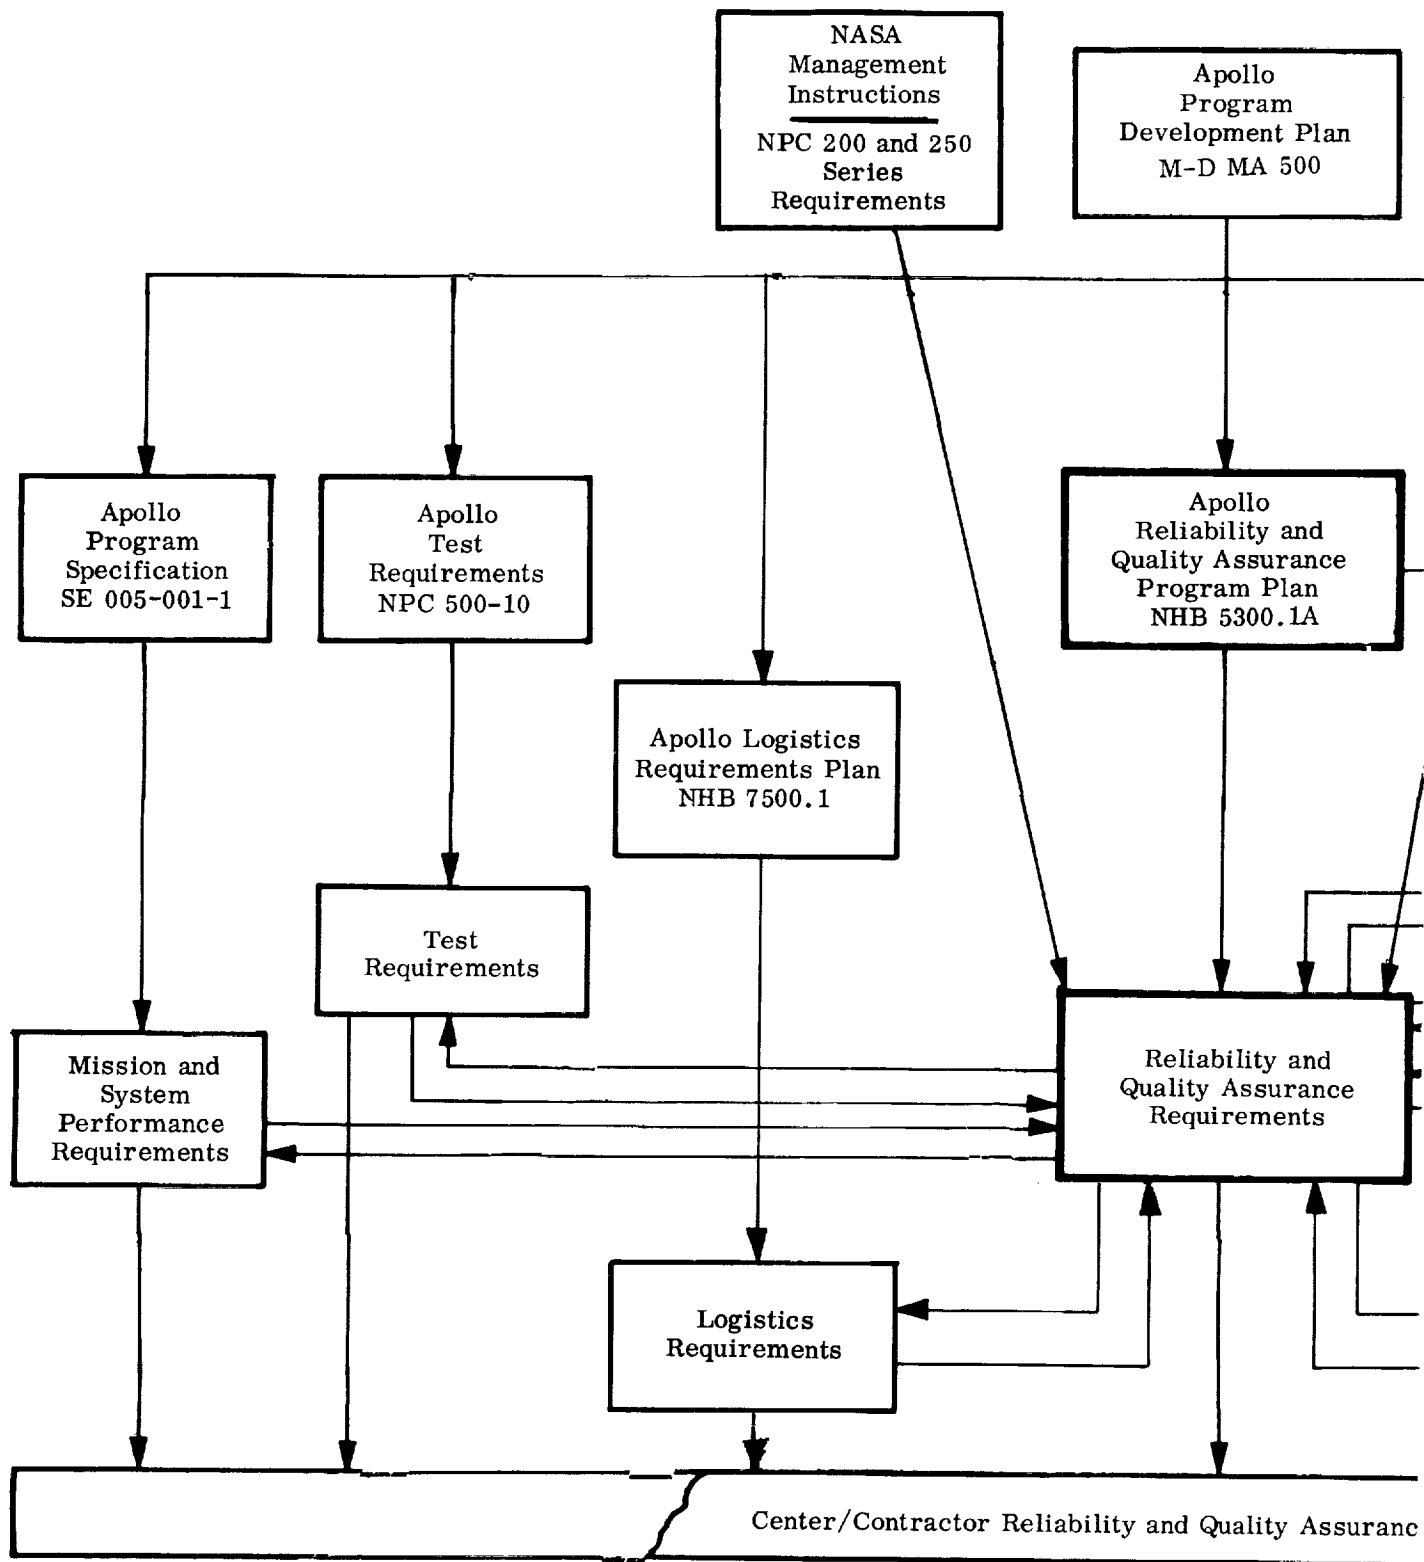 NASA
Management
Instructions
NPC 200 and 250
Series
Requirements
Apollo
Program
Development Plan
M-D MA 500
Apollo
Program
Specification
SE 005-001-1
Apollo
Test
Requirements
NPC 500-10
Apollo
Reliability and
Quality Assurance
Program Plan
NHB 5300.1A
Apollo Logistics
Requirements Plan
NHB 7500.1
Test
Requirements
Mission and
System
Performance
Requirements
Reliability and
Quality Assurance
Requirements
Logistics
Requirements
Center/Contractor Reliability and Quality Assuranc